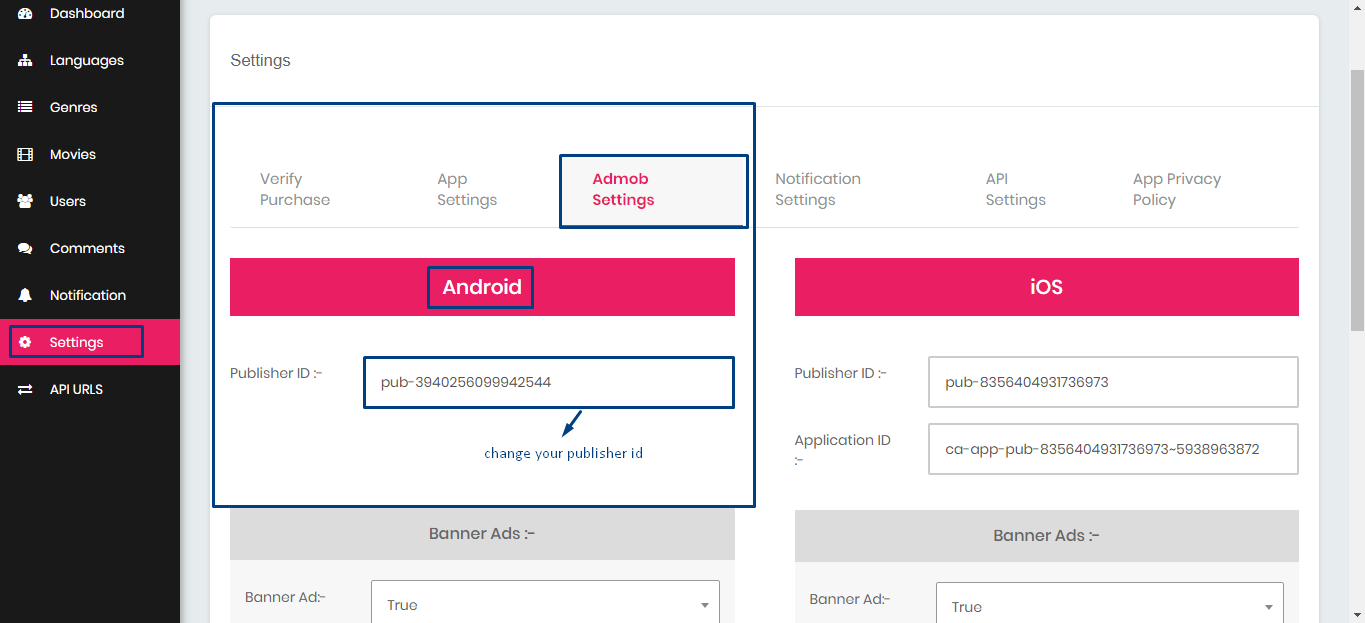 Dashboard
Languages
Genres
Movies
Users
Comments
Notification
Settings
API URLS
Settings
Verify
Purchase
App
Settings
Admob
Settings
Notification
Settings
API
Settings
App Privacy
Policy
Android
Publisher ID :-
pub-3940256099942544
change your publisher id
Banner Ads :-
Banner Ad:-
True
iOS
Publisher ID :-
pub-8356404931736973
Application ID
:-
ca-app-pub-8356404931736973~5938963872
Banner Ads :-
Banner Ad:-
True